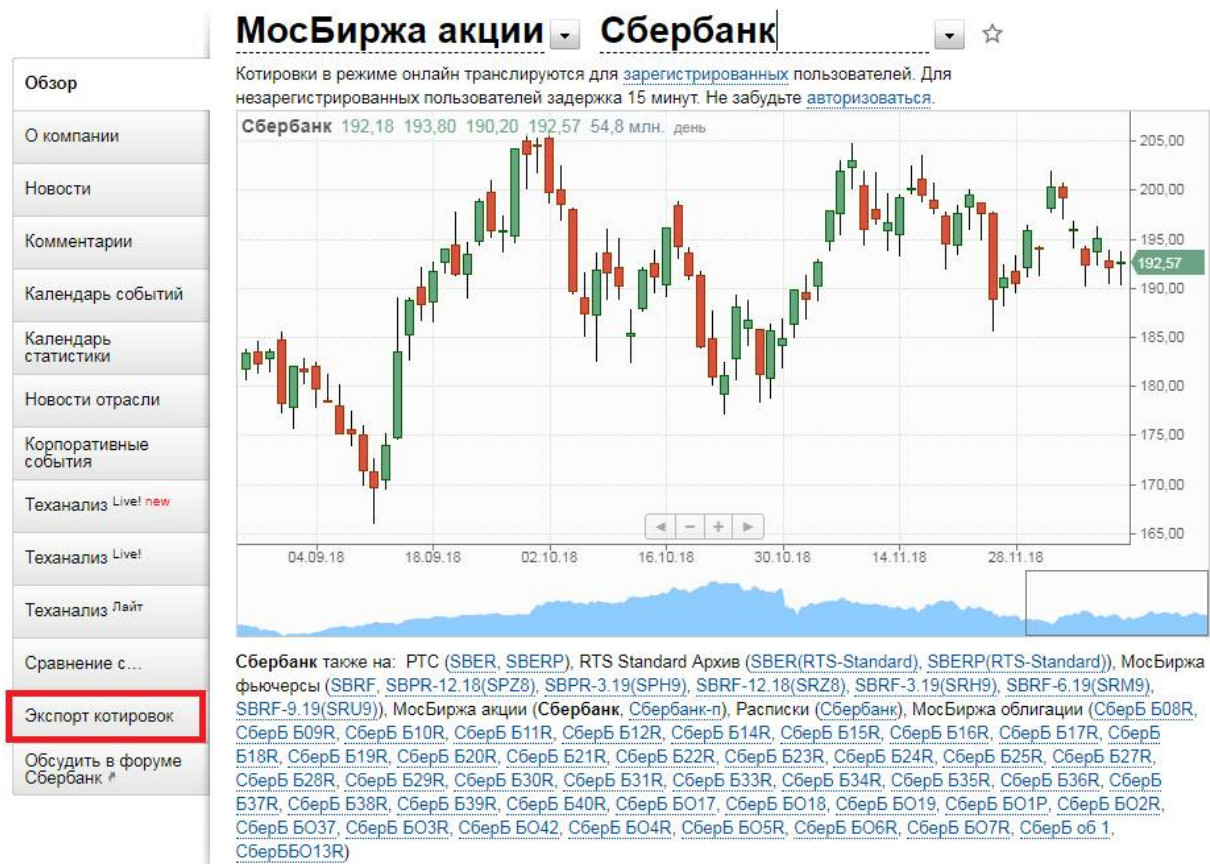 МосБиржа акции Сбербанк
Котировки в режиме онлайн транслируются для зарегистрированных пользователей. Для
незарегистрированных пользователей задержка 15 минут. Не забудьте авторизоваться.
Обзор
О компании
Новости
Комментарии
Календарь событий
Календарь
статистики
Новости отрасли
Корпоративные
события
Теханализ Live! new
Теханализ Live!
Теханализ Лайт
Сравнение с...
Экспорт котировок
Обсудить в форуме
Сбербанк
Сбербанк 192,18 193,80 190,20 192,57 54,8 млн. день
205,00
200,00
195,00
192,57
190,00
185,00
180,00
175,00
170,00
165,00
04.09.18 18.09.18 02.10.18 16.10.18 30.10.18 14.11.18 28.11.18
Сбербанк также на: РТС (SBER, SBERP), RTS Standard Архив (SBER(RTS-Standard), SBERP(RTS-Standard)), МосБиржа
фьючерсы (SBRF, SBPR-12.18(SPZ8), SBPR-3.19(SPH9), SBRF-12.18(SRZ8), SBRF-3.19(SRH9), SBRF-6.19(SRM9),
SBRF-9.19(SRU9)), МосБиржа акции (Сбербанк, Сбербанк-п), Расписки (Сбербанк), МосБиржа облигации (СберБ Б08R,
СберБ Б09R, СберБ Б10R, СберБ Б11R, СберБ Б12R, СберБ Б14R, СберБ Б15R, СберБ Б16R, СберБ Б17R, СберБ
Б18R, СберБ Б19R, СберБ Б20R, СберБ Б21R, СберБ Б22R, СберБ Б23R, СберБ Б24R, СберБ Б25R, СберБ Б27R,
СберБ Б28R, СберБ Б29R, СберБ Б30R, СберБ Б31R, СберБ Б33R, СберБ Б34R, СберБ Б35R, СберБ Б36R, СберБ
Б37R, СберБ Б38R, СберБ Б39R, СберБ Б40R, СберБ БО17, СберБ БО18, СберБ БО19, СберБ БО1Р, СберБ БО2R,
СберБ БО37, СберБ БО3R, СберБ БО42, СберБ БО4R, СберБ БО5R, СберБ БО6R, СберБ БО7R, СберБ об 1,
СберББО13R)